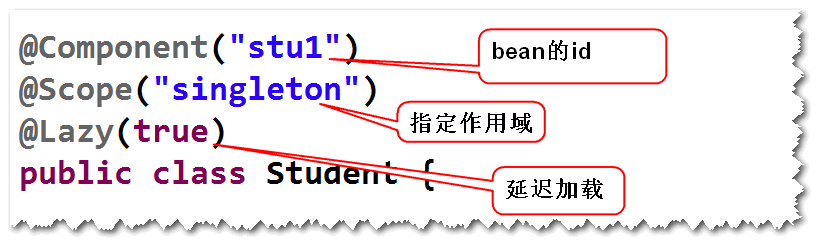 @Component("stu1")
bean的id
@Scope("singleton")
指定作用域
@Lazy(true)
public class Student {
延迟加载